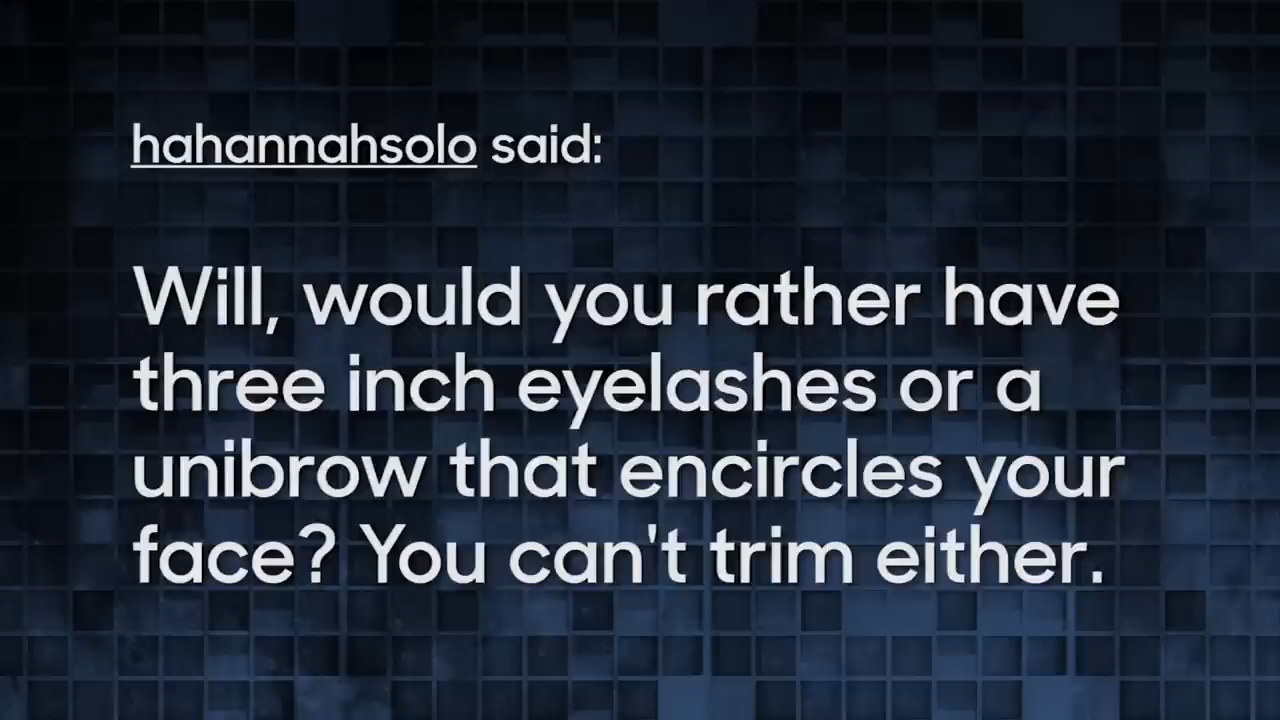 hahannahsolo said:
Will, would you rather have
three inch eyelashes or a
unibrow that encircles your
face? You can't trim either.